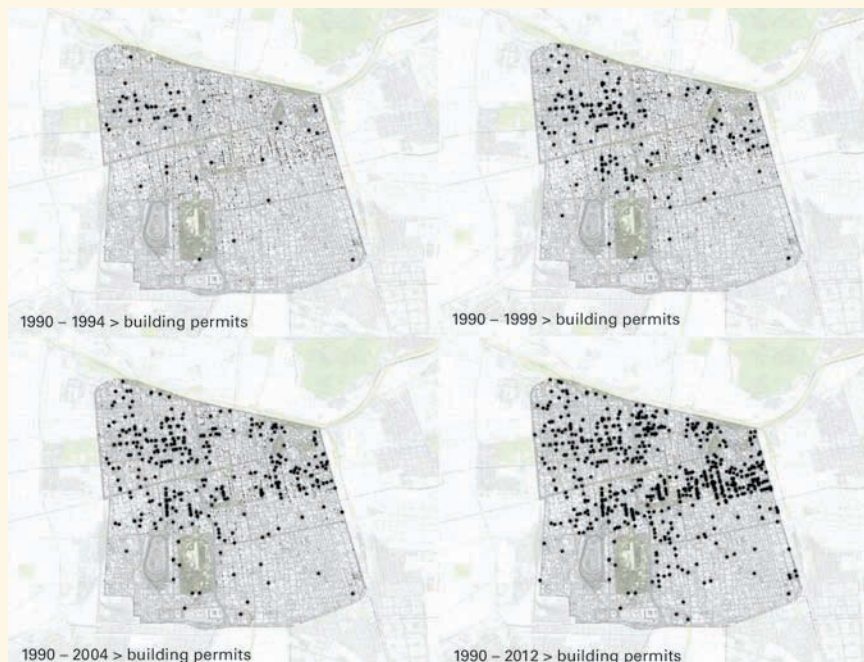 1990 – 1994 > building permits
1990 – 1999 > building permits
1990 – 2004 > building permits
1990 – 2012 > building permits